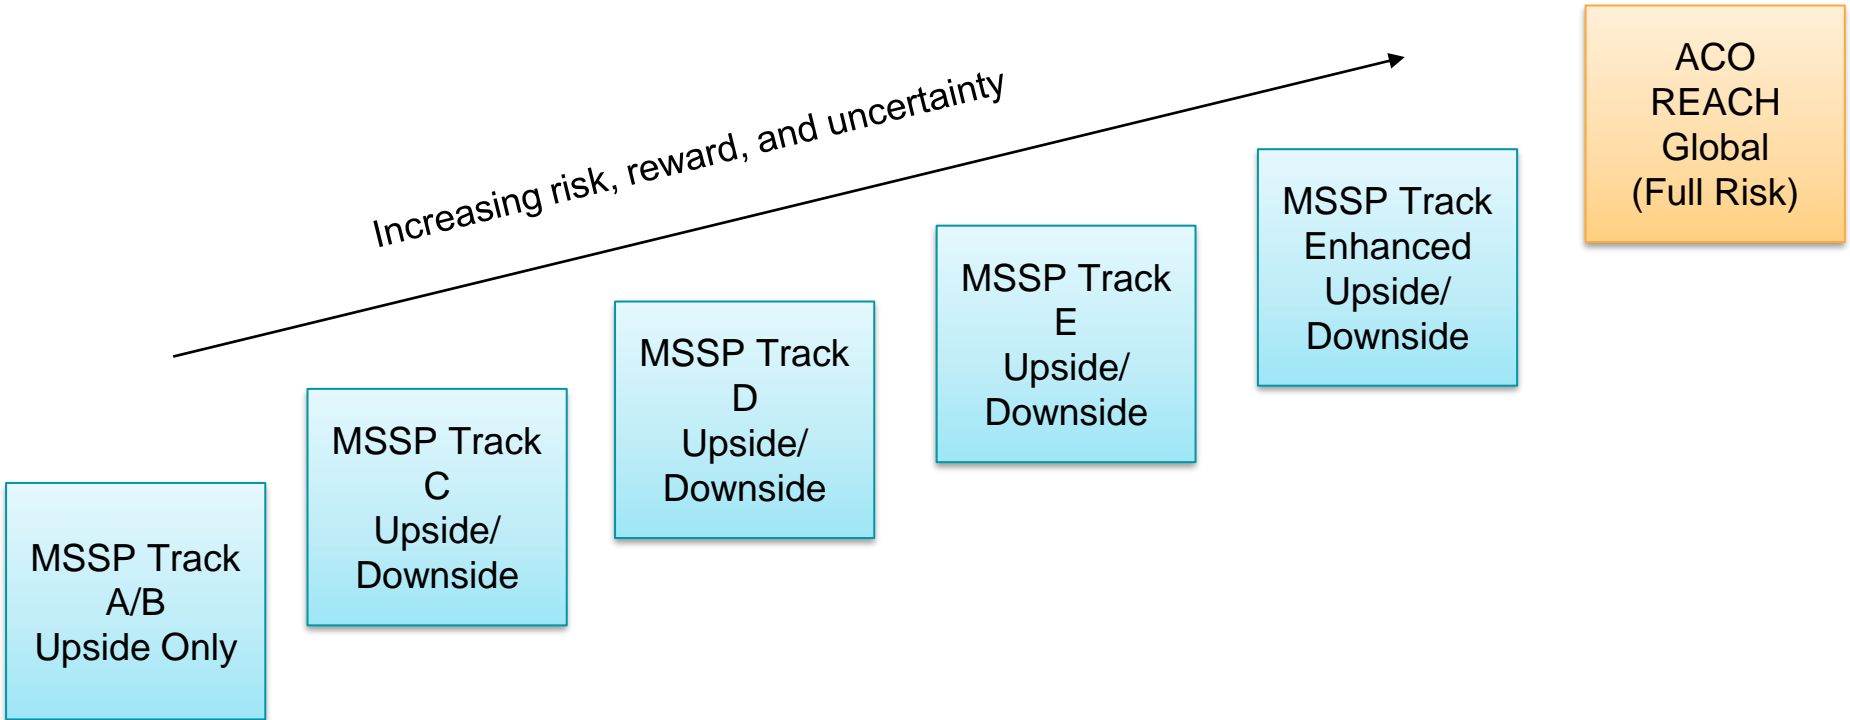 Increasing risk, reward, and uncertainty
MSSP Track
A/B
Upside Only
MSSP Track
C
Upside/
Downside
MSSP Track
D
Upside/
Downside
MSSP Track
E
Upside/
Downside
MSSP Track
Enhanced
Upside/
Downside
ACO
REACH
Global
(Full Risk)